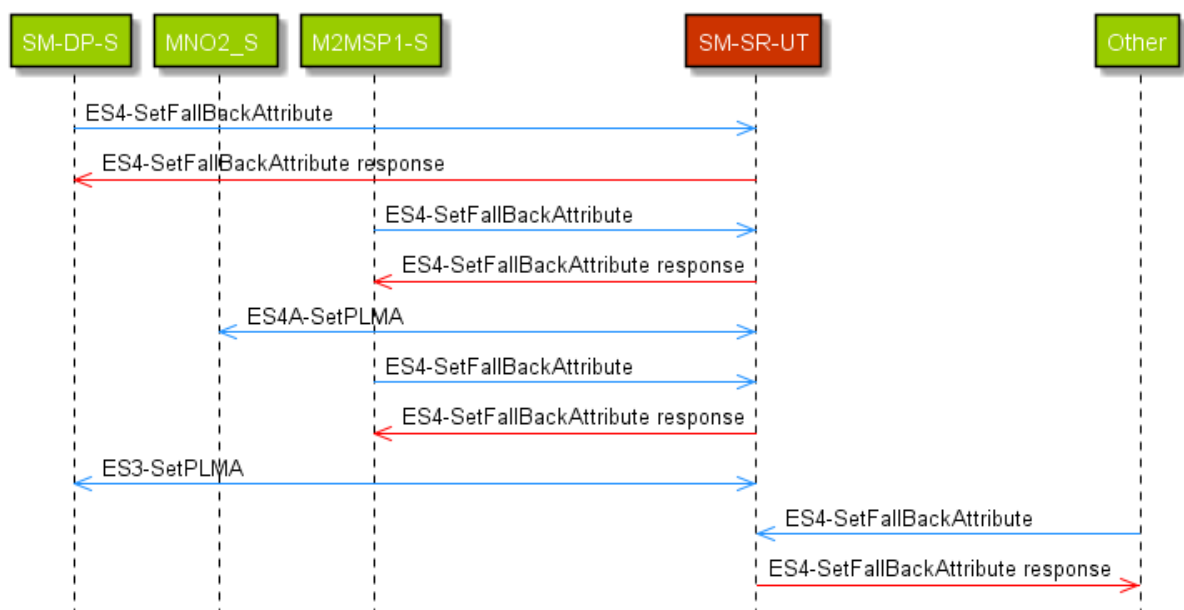 SM-DP-S
MNO2_S
M2MSP1-S
SM-SR-UT
Other
ES4-SetFallBackAttribute
ES4-SetFallBackAttribute response
ES4-SetFallBackAttribute
ES4-SetFallBackAttribute response
ES4A-SetPLMA
ES4-SetFallBackAttribute
ES4-SetFallBackAttribute response
ES3-SetPLMA
ES4-SetFallBackAttribute
ES4-SetFallBackAttribute response